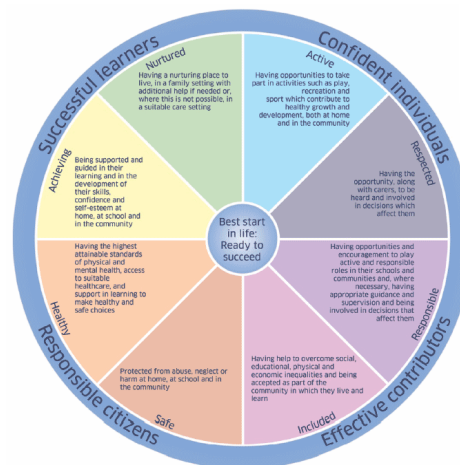 Successful learners
Confident individuals
Nurtured
Having a nurturing place to
live, in a family setting with
additional help if needed or,
where this is not possible, in
a suitable care setting
Active
Having opportunities to take
part in activities such as play,
recreation and
sport which contribute to
healthy growth and
development, both at home
and in the community
Achieving
Being supported and
guided in their
learning and in the
development of
their skills,
confidence and
self-esteem at
home, at school and
in the community
Respected
Having the
opportunity, along
with carers, to be
heard and involved
in decisions which
affect them
Best start
in life:
Ready to
succeed
Healthy
Having the highest
attainable standards
of physical and
mental health, access
to suitable
healthcare, and
support in learning to
make healthy and
safe choices
Responsible
Having opportunities and
encouragement to play
active and responsible
roles in their schools and
communities and, where
necessary, having
appropriate guidance and
supervision and being
involved in decisions that
affect them
Safe
Protected from abuse, neglect or
harm at home, at school and in
the community
Included
Having help to overcome social,
educational, physical and
economic inequalities and being
accepted as part of the
community in which they live and
learn
Responsible citizens
Effective contributors